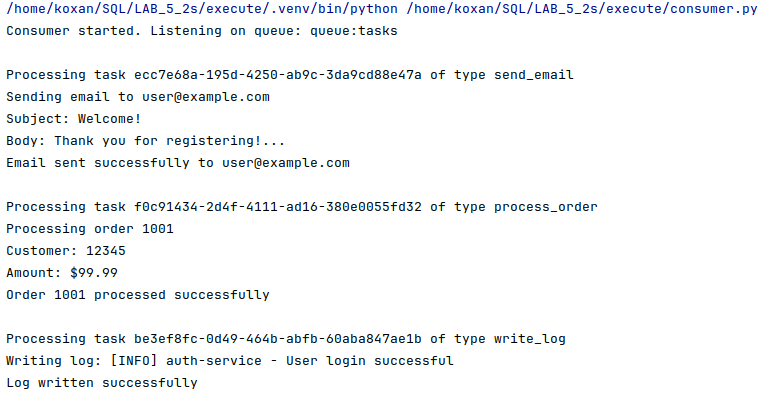 /home/koxan/SQL/LAB_5_2s/execute/.venv/bin/python /home/koxan/SQL/LAB_5_2s/execute/consumer.py
Consumer started. Listening on queue: queue:tasks
Processing task ecc7e68a-195d-4250-ab9c-3da9cd88e47a of type send_email
Sending email to user@example.com
Subject: Welcome!
Body: Thank you for registering!...
Email sent successfully to user@example.com
Processing task f0c91434-2d4f-4111-ad16-380e0055fd32 of type process_order
Processing order 1001
Customer: 12345
Amount: $99.99
Order 1001 processed successfully
Processing task be3ef8fc-0d49-464b-abfb-60aba847ae1b of type write_log
Writing log: [INFO] auth-service - User login successful
Log written successfully